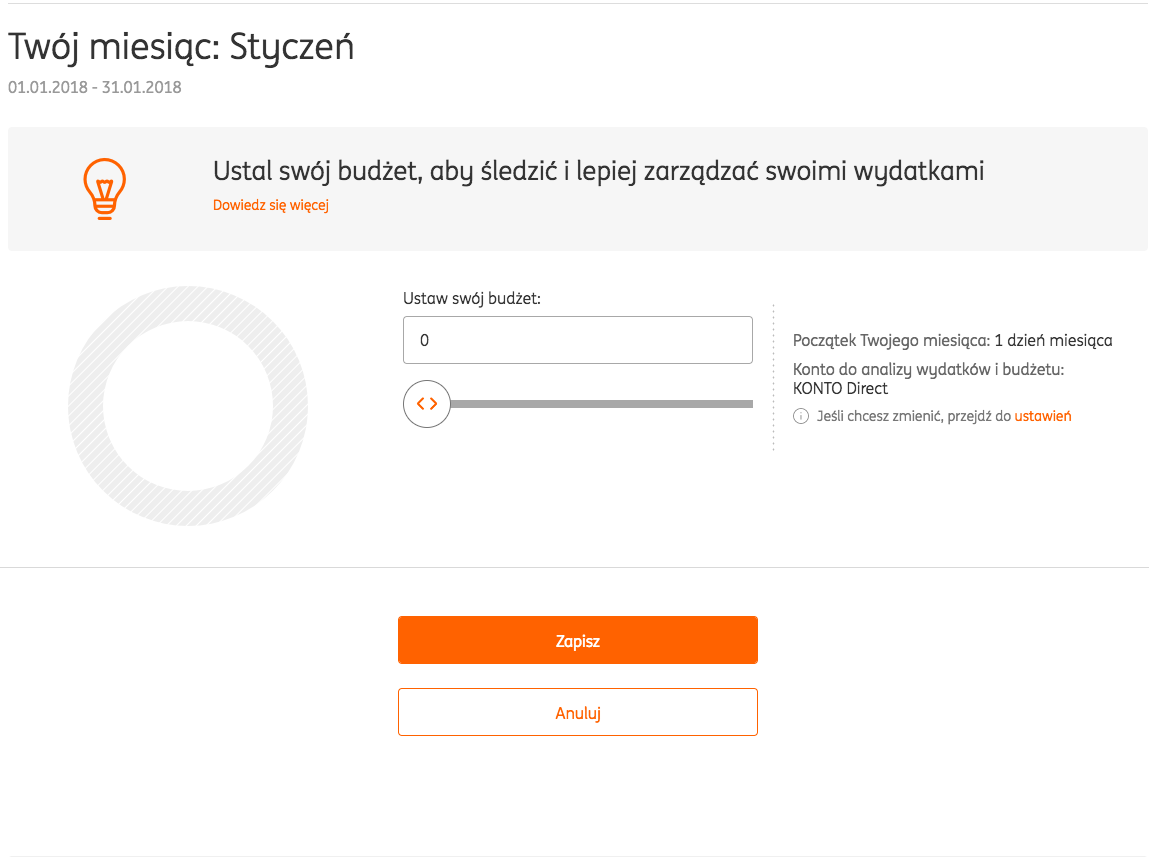 Twój miesiąc: Styczeń
01.01.2018 - 31.01.2018
Ustal swój budżet, aby śledzić i lepiej zarządzać swoimi wydatkami
Dowiedz się więcej
Ustaw swój budżet:
0
Początek Twojego miesiąca: 1 dzień miesiąca
Konto do analizy wydatków i budżetu:
KONTO Direct
Jeśli chcesz zmienić, przejdź do ustawień
Zapisz
Anuluj